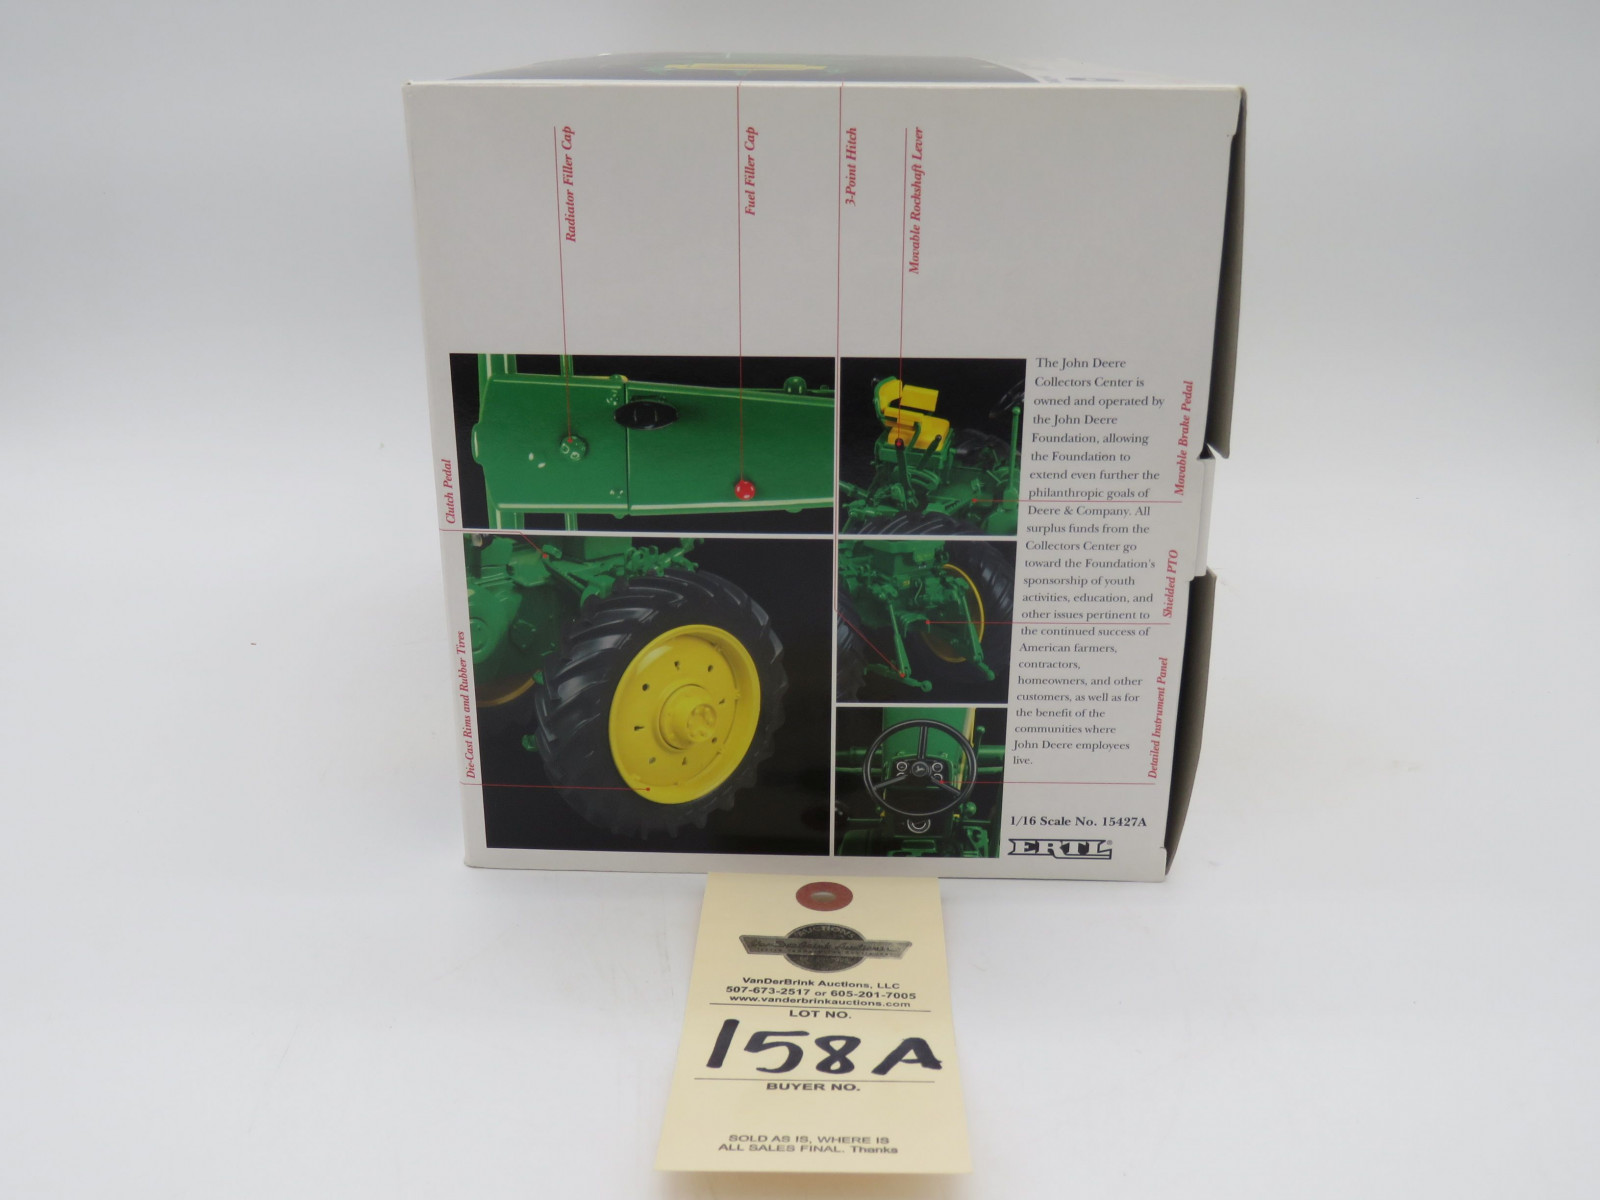 Radiator Filler Cap
Fuel Filler Cap
3-Point Hitch
Movable Rockshaft Lever
Clutch Pedal
Die-Cast Rims and Rubber Tires
The John Deere
Collectors Center is
owned and operated by
the John Deere
Foundation, allowing
the Foundation to
extend even further the
philanthropic goals of
Deere & Company. All
surplus funds from the
Collectors Center go
toward the Foundation's
sponsorship of youth
activities, education, and
other issues pertinent to
the continued success of
American farmers,
contractors,
homeowners, and other
customers, as well as for
the benefit of the
communities where
John Deere employees
live.
Movable Brake Pedal
Shielded PTO
Detailed Instrument Panel
1/16 Scale No. 15427A
ERTL®
AUCTIONS
VanDerBrink Auctions
VanDerBrink Auctions, LLC
507-673-2517 or 605-201-7005
www.vanderbrinkauctions.com
LOT NO.
158A
BUYER NO.
SOLD AS IS, WHERE IS
ALL SALES FINAL. Thanks